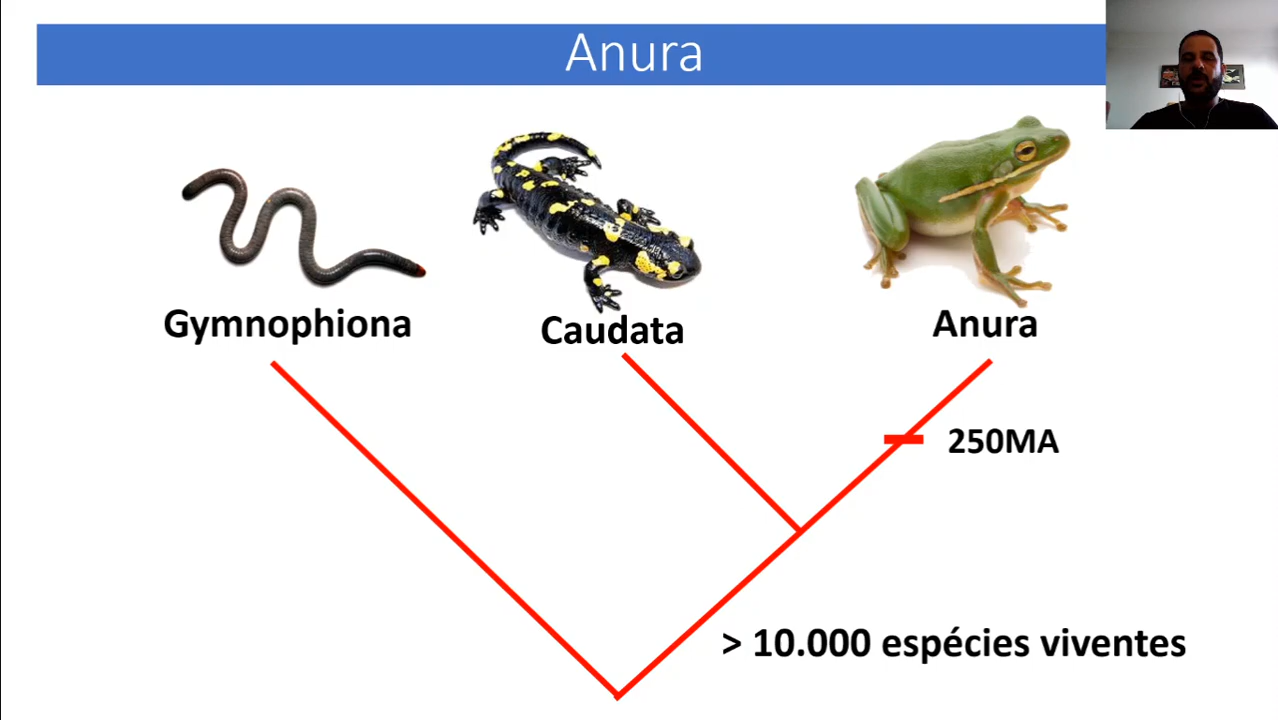 Anura
Gymnophiona
Caudata
Anura
250MA
> 10.000 espécies viventes